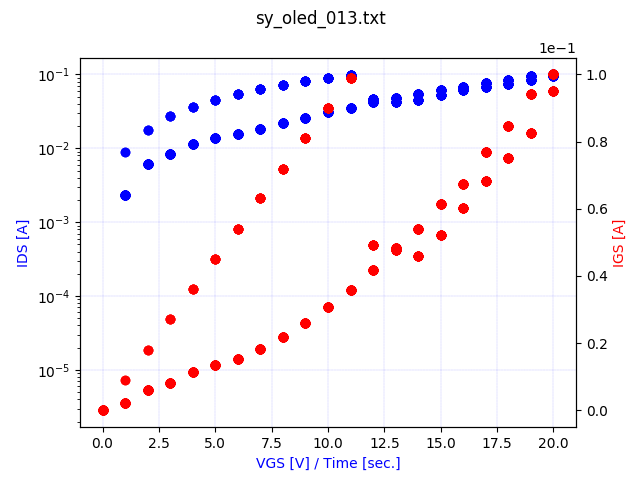 sy_oled_013.txt
1e−1
10⁻¹
10⁻²
10⁻³
10⁻⁴
10⁻⁵
IDS [A]
1.0
0.8
0.6
0.4
0.2
0.0
IGS [A]
0.0 2.5 5.0 7.5 10.0 12.5 15.0 17.5 20.0
VGS [V] / Time [sec.]